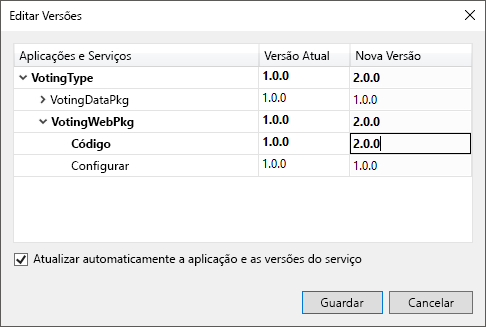 Editar Versões
Aplicações e Serviços Versão Atual Nova Versão
VotingType 1.0.0 2.0.0
VotingDataPkg 1.0.0 1.0.0
VotingWebPkg 1.0.0 2.0.0
Código 1.0.0 2.0.0
Configurar 1.0.0 1.0.0
Atualizar automaticamente a aplicação e as versões do serviço
Guardar Cancelar